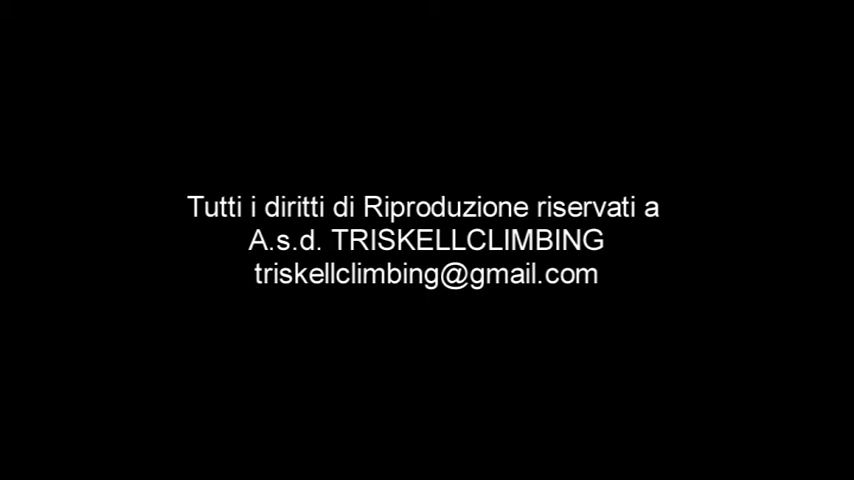 Tutti i diritti di Riproduzione riservati a
A.s.d. TRISKELLCLIMBING
triskellclimbing@gmail.com